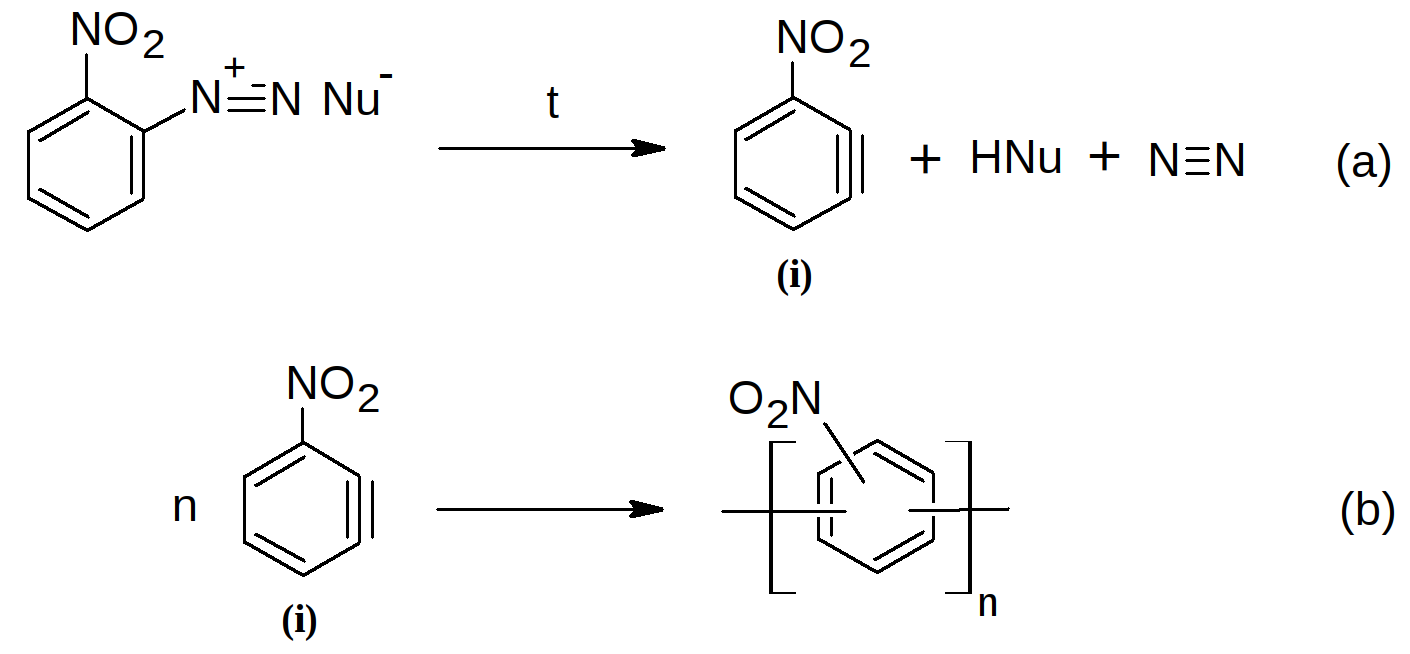 NO2
N+≡N Nu-
t
NO2
+ HNu + N≡N
(a)
(i)
NO2
n
(i)
O2N
n
(b)